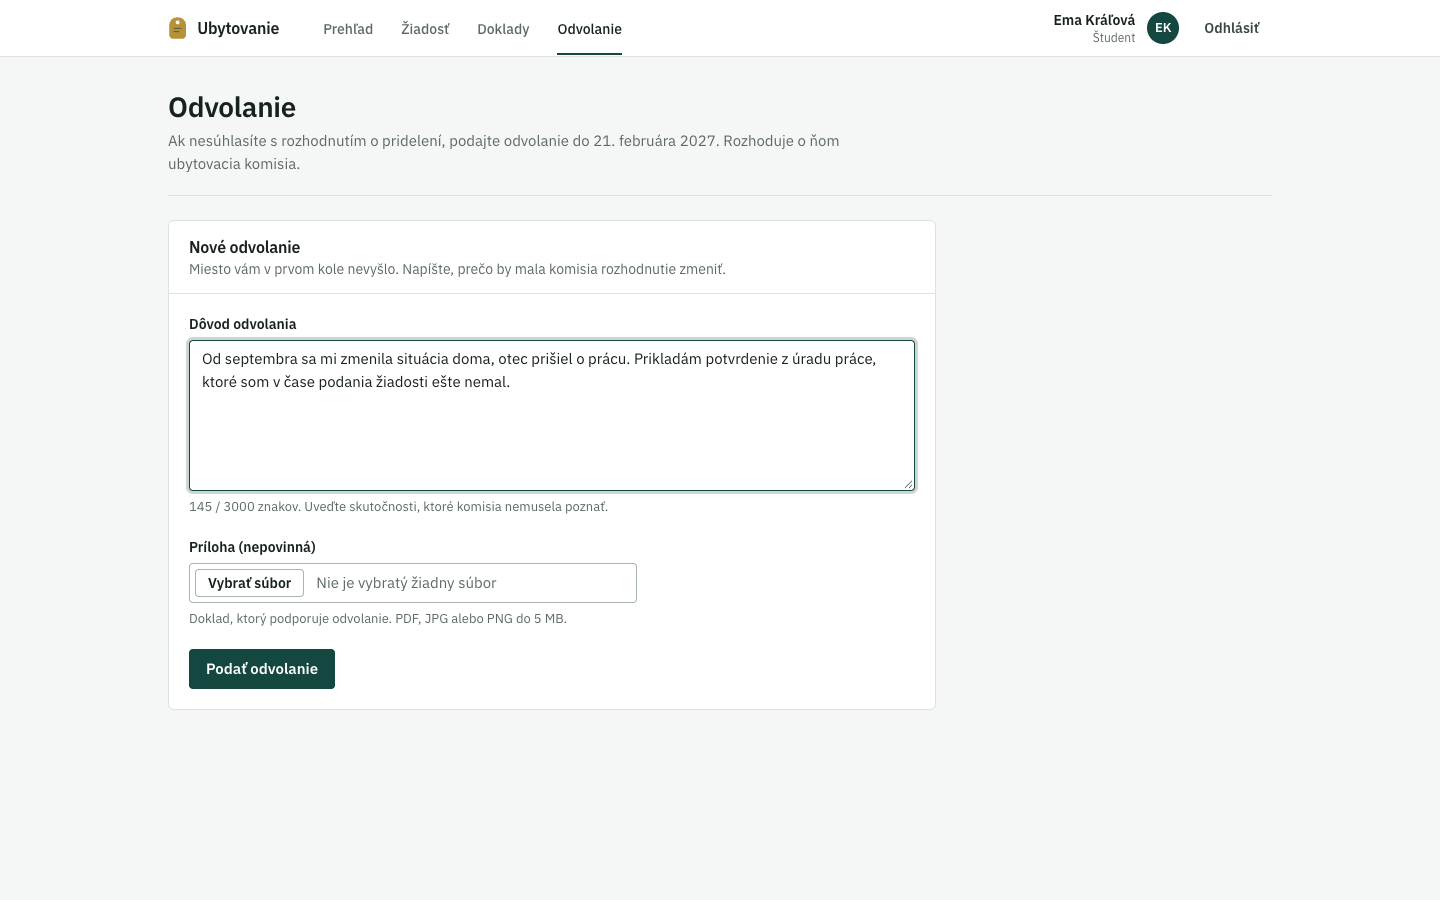 Ubytovanie
Prehľad
Žiadosť
Doklady
Odvolanie
Ema Kráľová
Študent
EK
Odhlásiť
Odvolanie
Ak nesúhlasíte s rozhodnutím o pridelení, podajte odvolanie do 21. februára 2027. Rozhoduje o ňom
ubytovacia komisia.
Nové odvolanie
Miesto vám v prvom kole nevyšlo. Napíšte, prečo by mala komisia rozhodnutie zmeniť.
Dôvod odvolania
Od septembra sa mi zmenila situácia doma, otec prišiel o prácu. Prikladám potvrdenie z úradu práce,
ktoré som v čase podania žiadosti ešte nemal.
145 / 3000 znakov. Uveďte skutočnosti, ktoré komisia nemusela poznať.
Príloha (nepovinná)
Vybrať súbor
Nie je vybratý žiadny súbor
Doklad, ktorý podporuje odvolanie. PDF, JPG alebo PNG do 5 MB.
Podať odvolanie